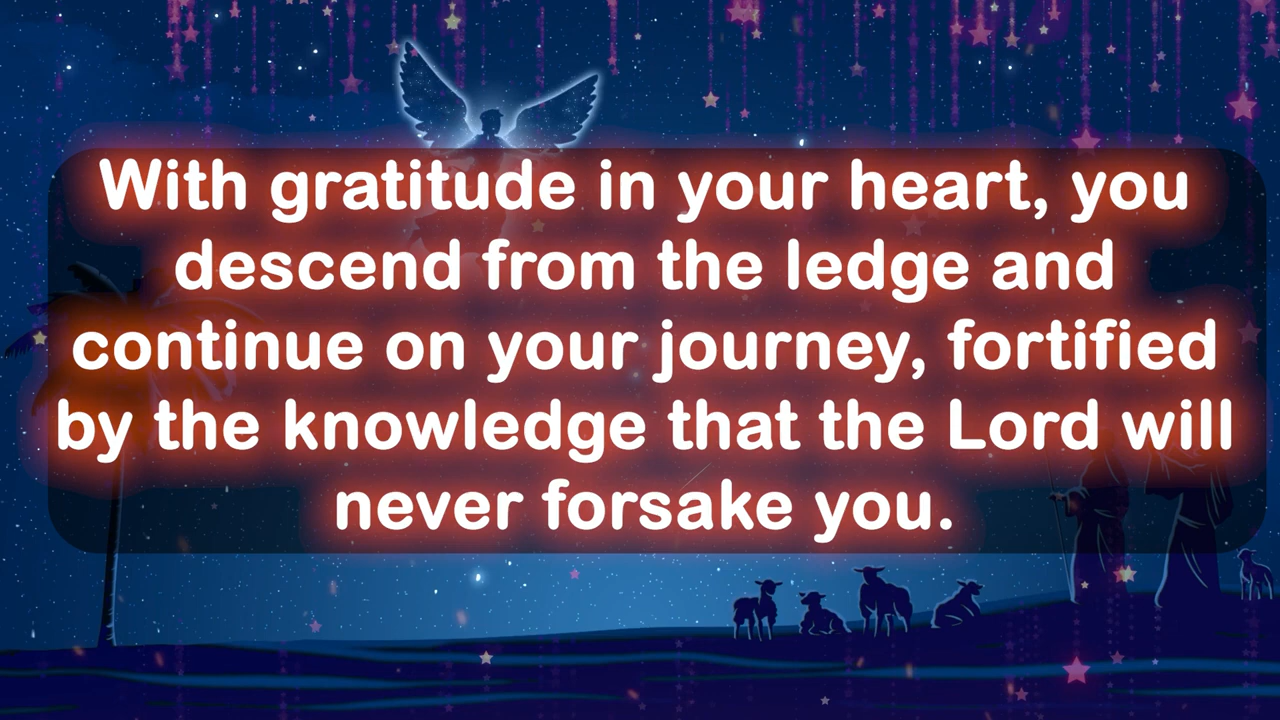 With gratitude in your heart, you
descend from the ledge and
continue on your journey, fortified
by the knowledge that the Lord will
never forsake you.